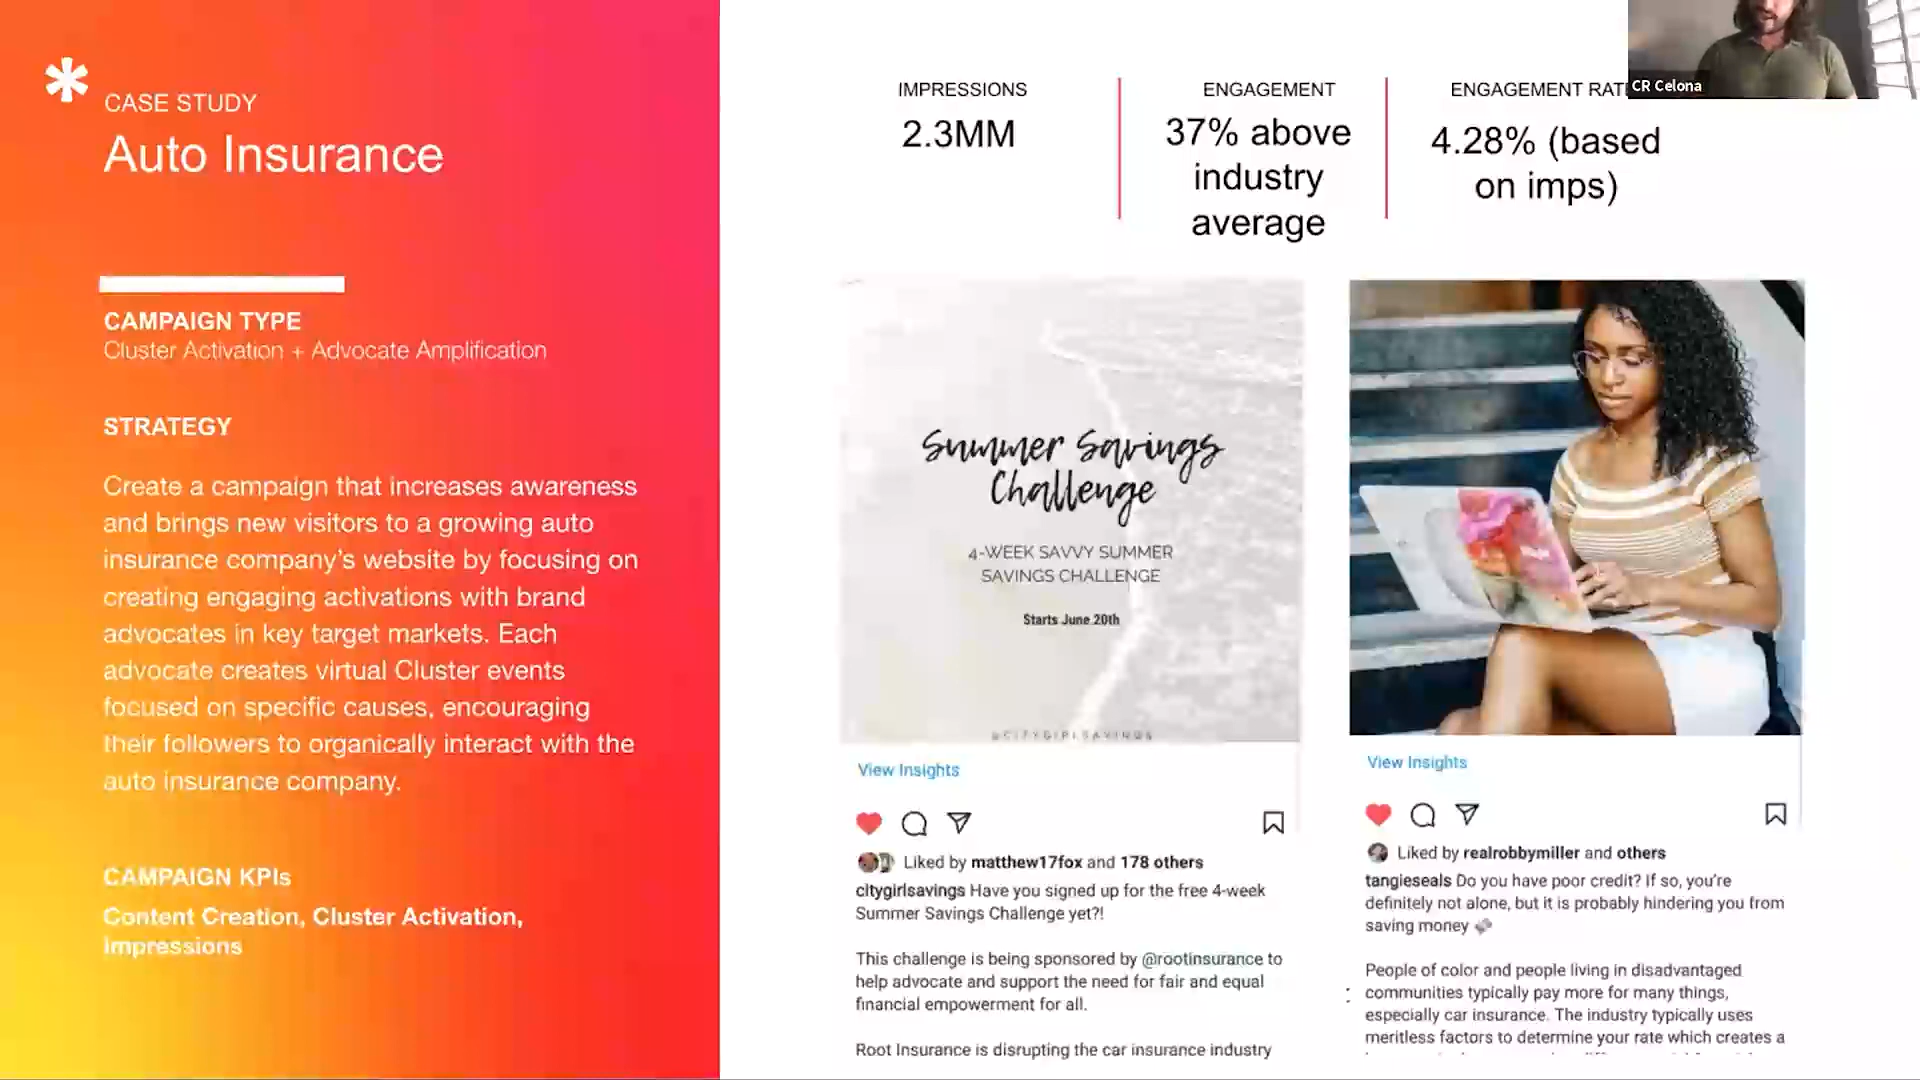 CASE STUDY
Auto Insurance
CAMPAIGN TYPE
Cluster Activation + Advocate Amplification
STRATEGY
Create a campaign that increases awareness
and brings new visitors to a growing auto
insurance company's website by focusing on
creating engaging activations with brand
advocates in key target markets. Each
advocate creates virtual Cluster events
focused on specific causes, encouraging
their followers to organically interact with the
auto insurance company.
CAMPAIGN KPIs
Content Creation, Cluster Activation,
Impressions
IMPRESSIONS
2.3MM
ENGAGEMENT
37% above
industry
average
ENGAGEMENT RAT
4.28% (based
on imps)
CR Celona
Summer Savings
Challenge
4-WEEK SAVVY SUMMER
SAVINGS CHALLENGE
Starts June 20th
@CITYGIRLSAVINGS
View Insights
Liked by matthew17fox and 178 others
citygirlsavings Have you signed up for the free 4-week
Summer Savings Challenge yet?!
This challenge is being sponsored by @rootinsurance to
help advocate and support the need for fair and equal
financial empowerment for all.
Root Insurance is disrupting the car insurance industry
View Insights
Liked by realrobbymiller and others
tangieseals Do you have poor credit? If so, you're
definitely not alone, but it is probably hindering you from
saving money
People of color and people living in disadvantaged
communities typically pay more for many things,
especially car insurance. The industry typically uses
meritless factors to determine your rate which creates a